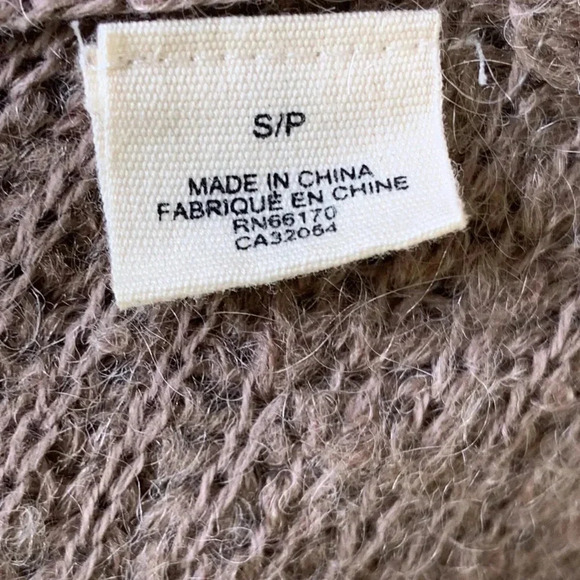 S/P
MADE IN CHINA
FABRIQUÉ EN CHINE
RN66170
CA32064